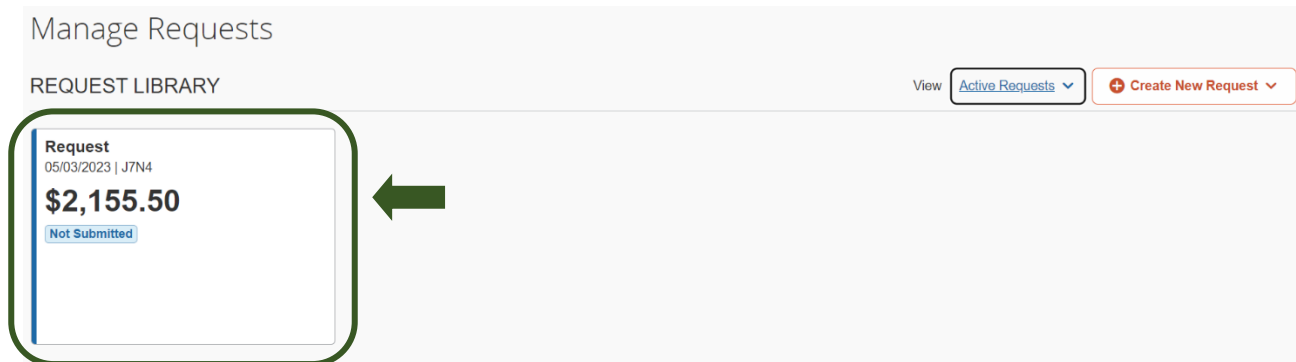 Manage Requests
REQUEST LIBRARY
View Active Requests Create New Request
Request
05/03/2023 | J7N4
$2,155.50
Not Submitted